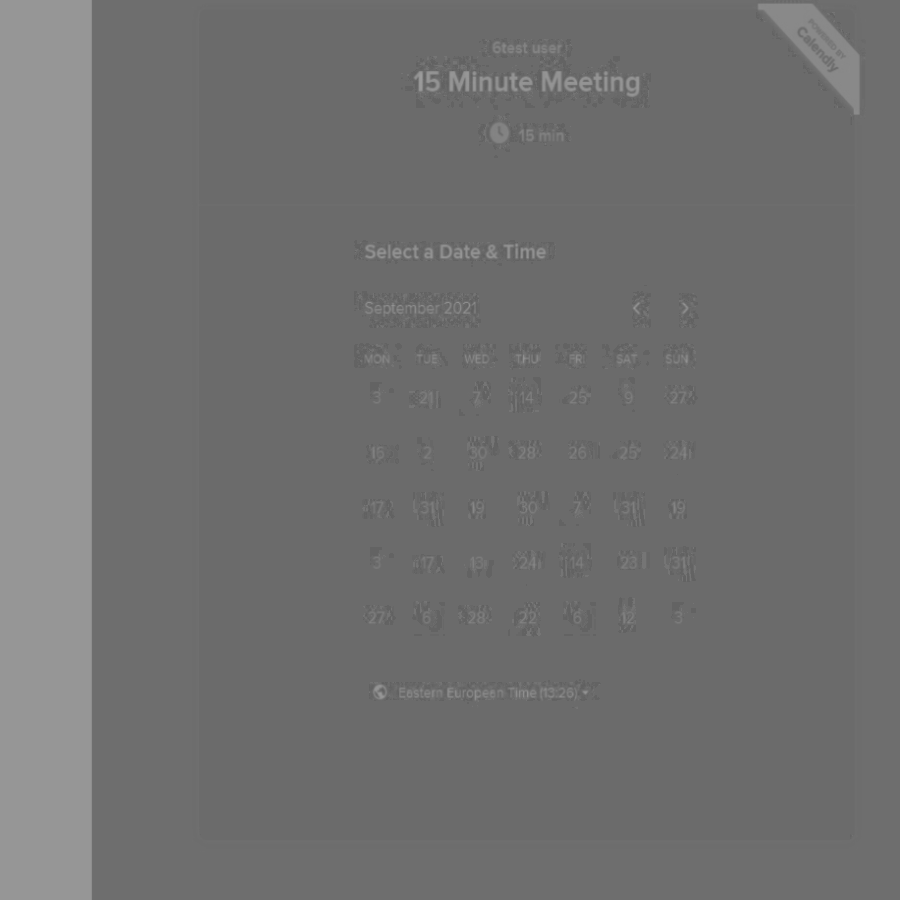 6test user
15 Minute Meeting
15 min
POWERED BY
Calendly
Select a Date & Time
September 2021
MON TUE WED THU FRI SAT SUN
3 21 7 14 25 9 27
16 2 30 28 26 25 24
17 31 19 30 7 31 19
3 17 13 24 14 23 31
27 6 28 22 6 12 3
Eastern European Time (13:26)